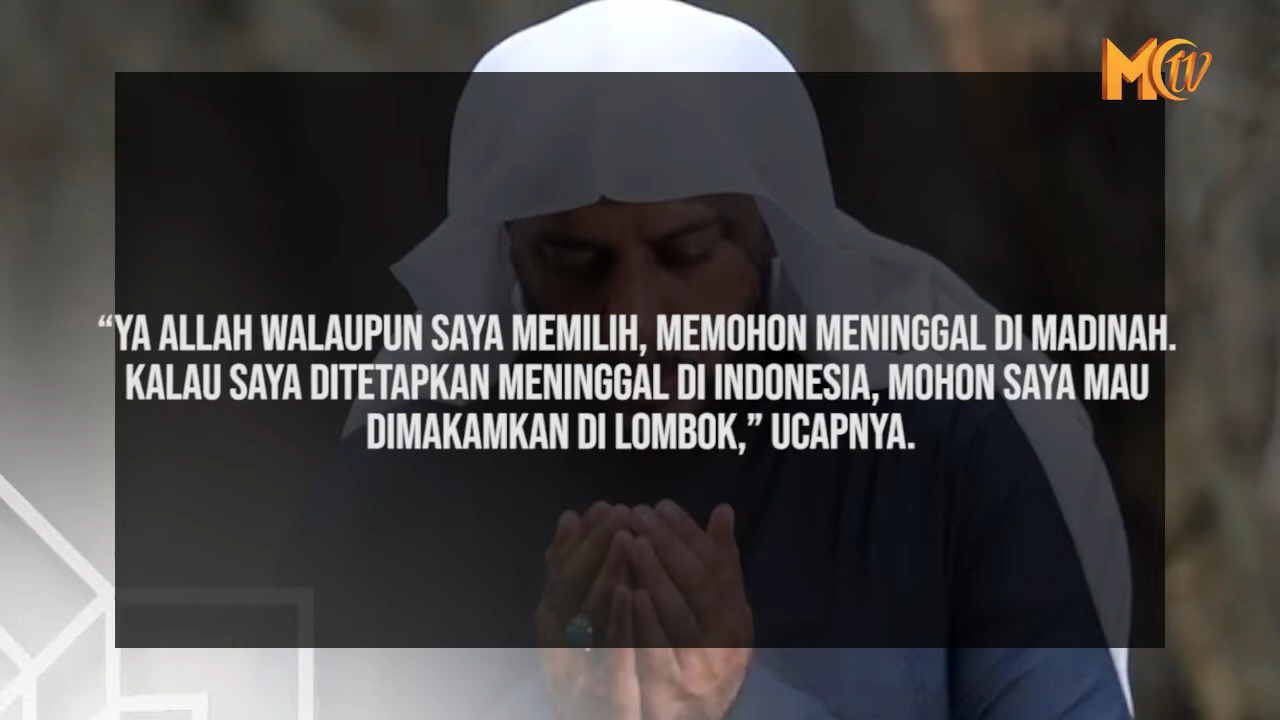 MCTV
“YA ALLAH WALAUPUN SAYA MEMILIH, MEMOHON MENINGGAL DI MADINAH.
KALAU SAYA DITETAPKAN MENINGGAL DI INDONESIA, MOHON SAYA MAU
DIMAKAMKAN DI LOMBOK,” UCAPNYA.